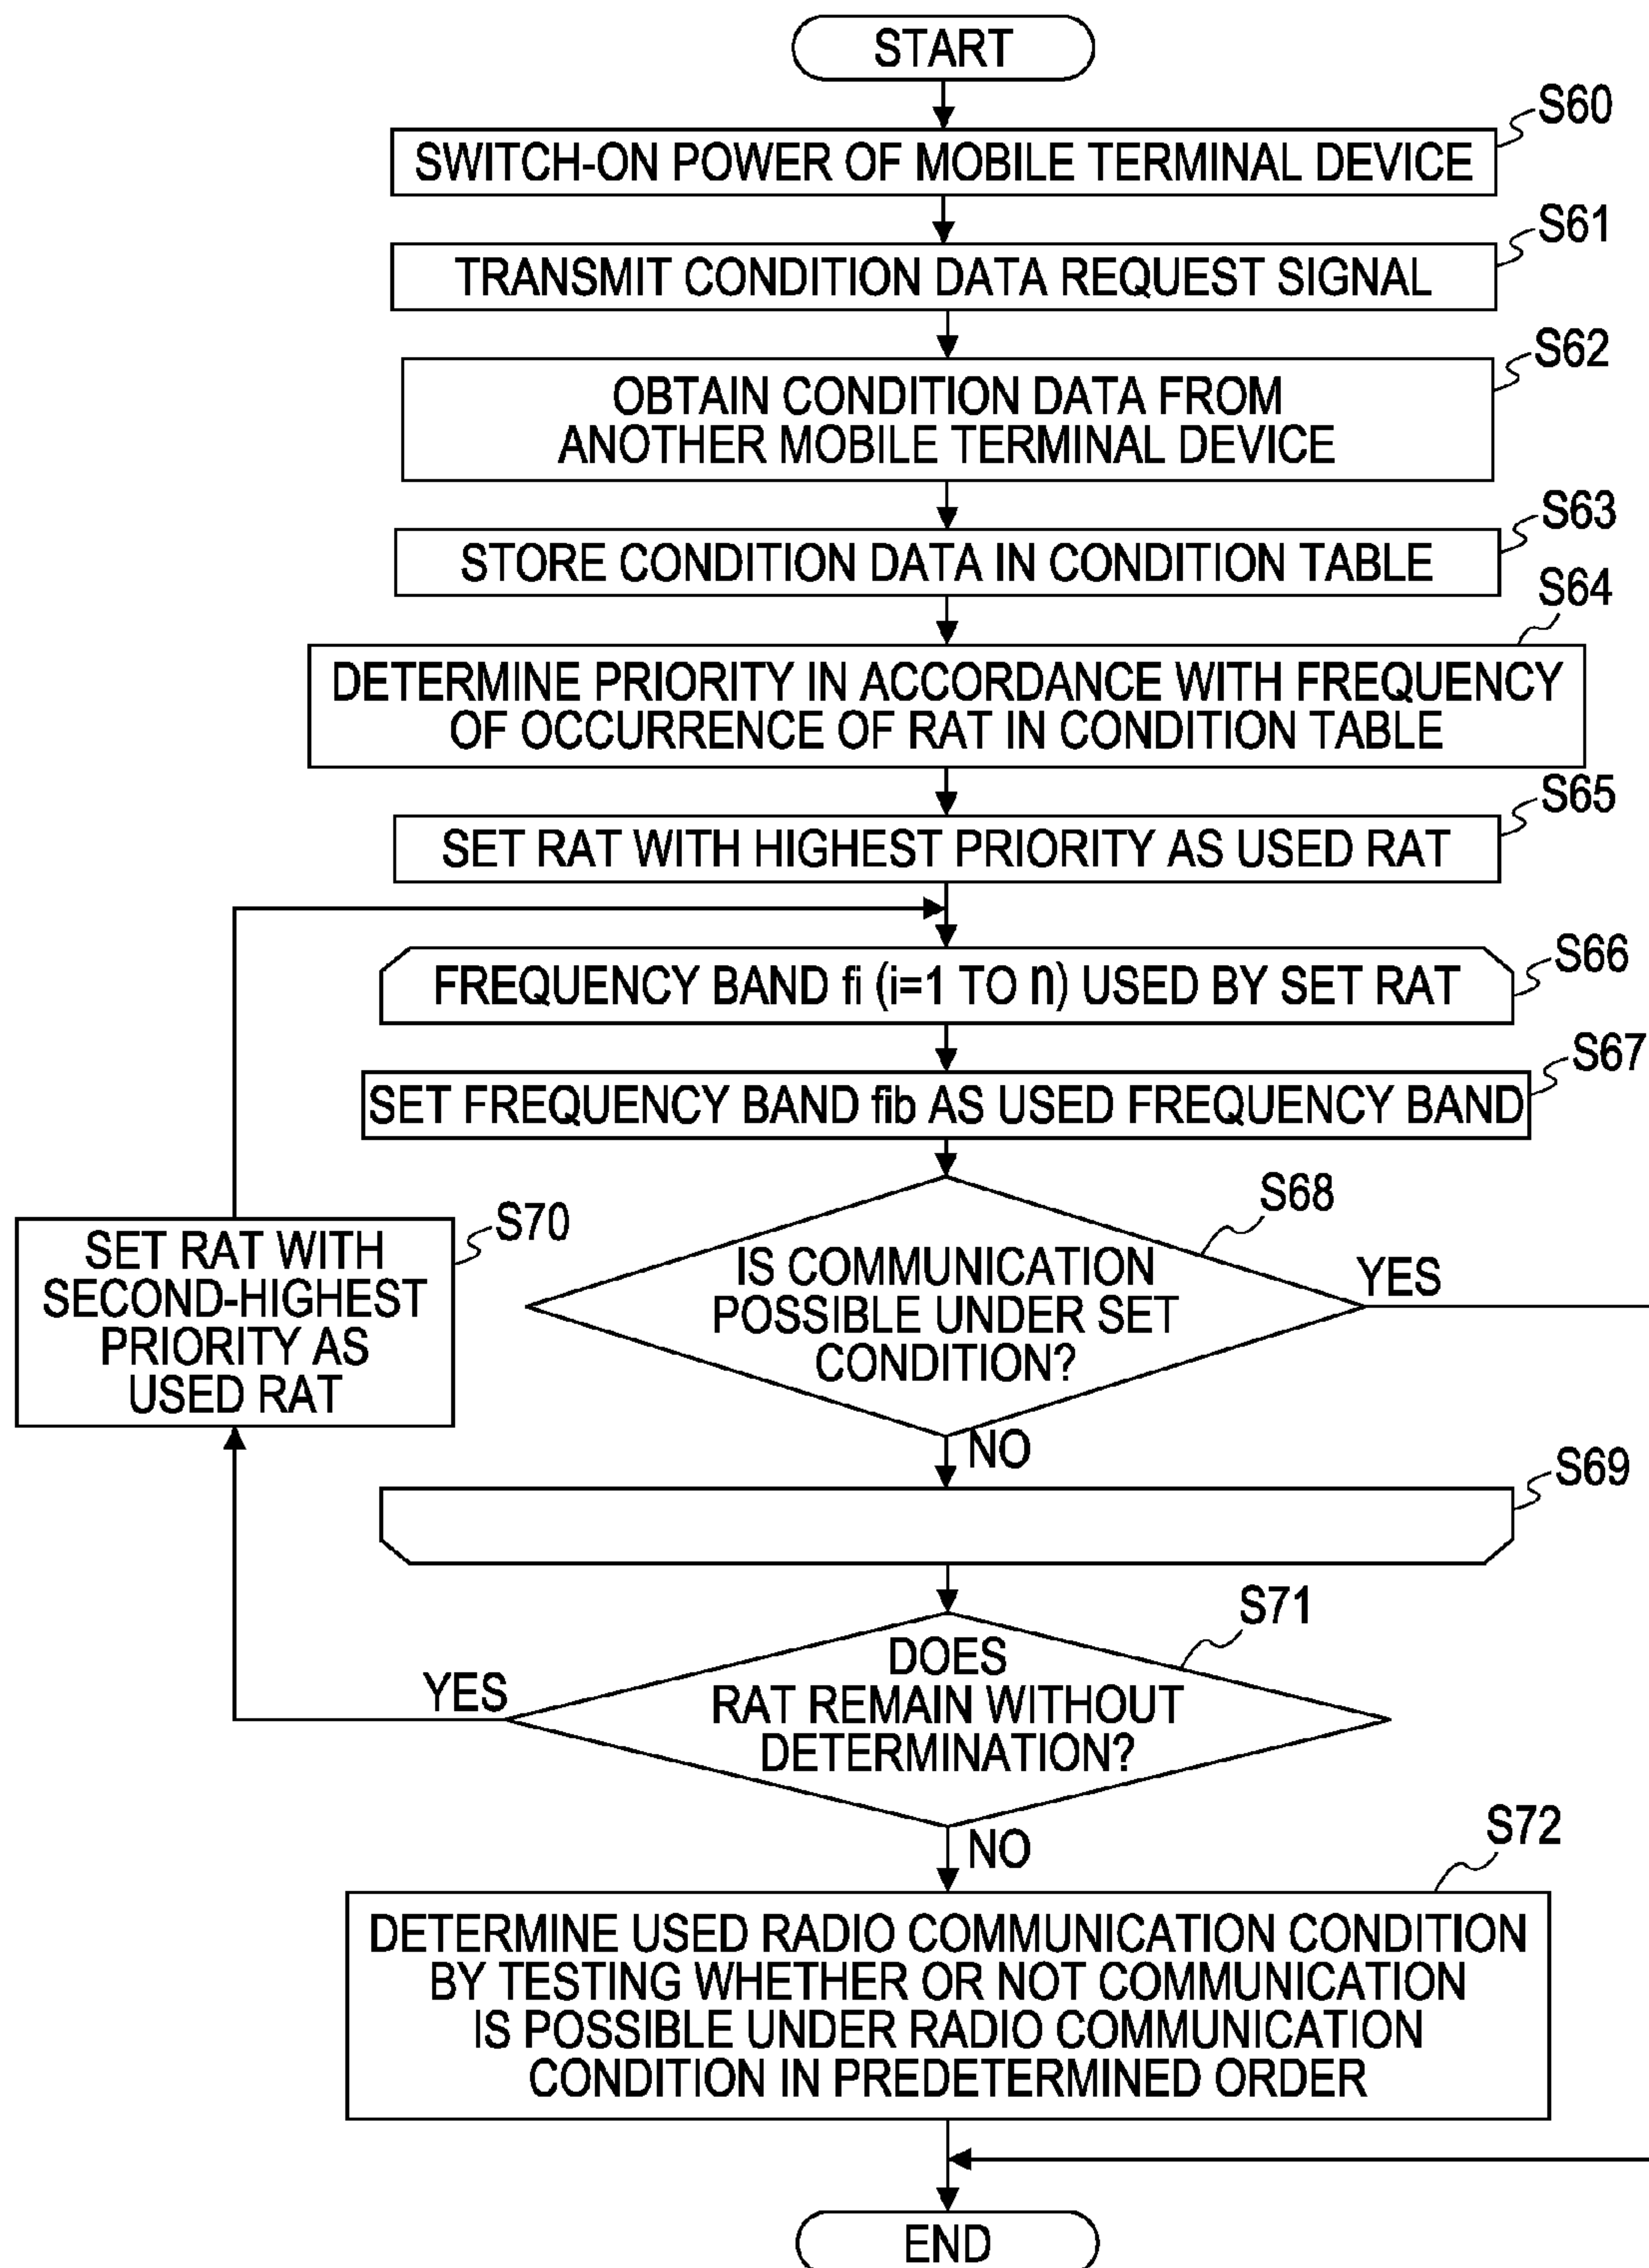 START
S60
SWITCH-ON POWER OF MOBILE TERMINAL DEVICE
S61
TRANSMIT CONDITION DATA REQUEST SIGNAL
S62
OBTAIN CONDITION DATA FROM
ANOTHER MOBILE TERMINAL DEVICE
S63
STORE CONDITION DATA IN CONDITION TABLE
S64
DETERMINE PRIORITY IN ACCORDANCE WITH FREQUENCY
OF OCCURRENCE OF RAT IN CONDITION TABLE
S65
SET RAT WITH HIGHEST PRIORITY AS USED RAT
S66
FREQUENCY BAND fi (i=1 TO n) USED BY SET RAT
S67
SET FREQUENCY BAND fib AS USED FREQUENCY BAND
S68
IS COMMUNICATION
POSSIBLE UNDER SET
CONDITION?
YES
NO
S70
SET RAT WITH
SECOND-HIGHEST
PRIORITY AS
USED RAT
S69
S71
DOES
RAT REMAIN WITHOUT
DETERMINATION?
YES
NO
S72
DETERMINE USED RADIO COMMUNICATION CONDITION
BY TESTING WHETHER OR NOT COMMUNICATION
IS POSSIBLE UNDER RADIO COMMUNICATION
CONDITION IN PREDETERMINED ORDER
END